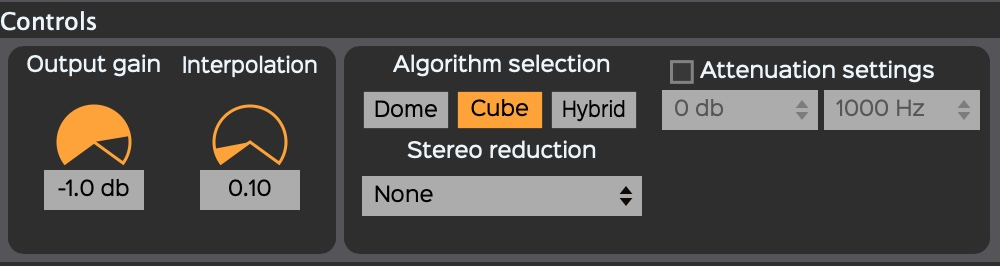 Controls
Output gain
Interpolation
-1.0 db
0.10
Algorithm selection
Dome
Cube
Hybrid
Stereo reduction
None
Attenuation settings
0 db
1000 Hz